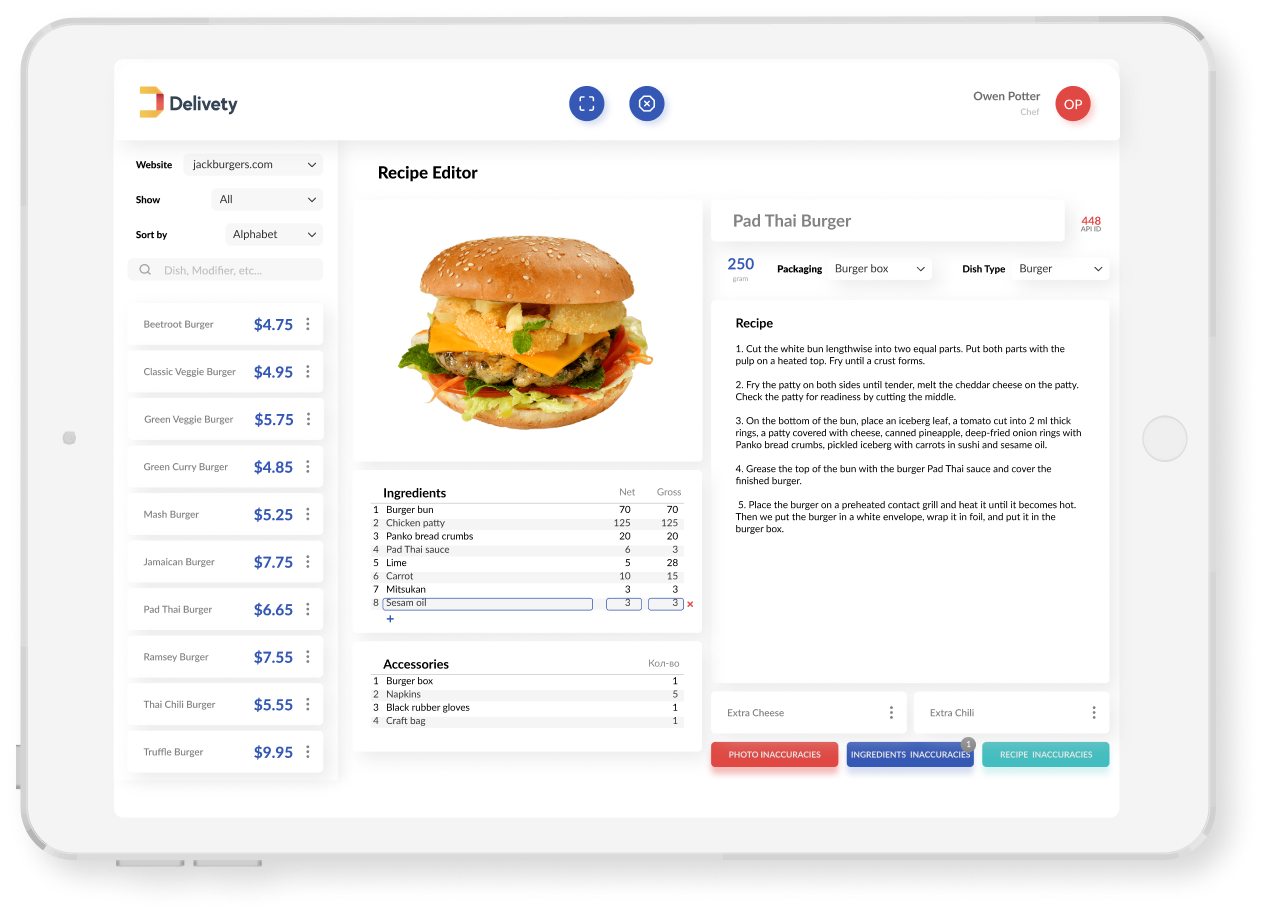 Delivety
Owen Potter
Chef
OP
Website jackburgers.com
Show All
Sort by Alphabet
Dish, Modifier, etc...
Beetroot Burger $4.75
Classic Veggie Burger $4.95
Green Veggie Burger $5.75
Green Curry Burger $4.85
Mash Burger $5.25
Jamaican Burger $7.75
Pad Thai Burger $6.65
Ramsey Burger $7.55
Thai Chili Burger $5.55
Truffle Burger $9.95
Recipe Editor
Ingredients Net Gross
1 Burger bun 70 70
2 Chicken patty 125 125
3 Panko bread crumbs 20 20
4 Pad Thai sauce 6 3
5 Lime 5 28
6 Carrot 10 15
7 Mitsukan 3 3
8 Sesam oil 3 3 ×
+
Accessories Кол-во
1 Burger box 1
2 Napkins 5
3 Black rubber gloves 1
4 Craft bag 1
Pad Thai Burger
448
API ID
250
gram
Packaging Burger box
Dish Type Burger
Recipe
1. Cut the white bun lengthwise into two equal parts. Put both parts with the
pulp on a heated top. Fry until a crust forms.
2. Fry the patty on both sides until tender, melt the cheddar cheese on the patty.
Check the patty for readiness by cutting the middle.
3. On the bottom of the bun, place an iceberg leaf, a tomato cut into 2 ml thick
rings, a patty covered with cheese, canned pineapple, deep-fried onion rings with
Panko bread crumbs, pickled iceberg with carrots in sushi and sesame oil.
4. Grease the top of the bun with the burger Pad Thai sauce and cover the
finished burger.
5. Place the burger on a preheated contact grill and heat it until it becomes hot.
Then we put the burger in a white envelope, wrap it in foil, and put it in the
burger box.
Extra Cheese
Extra Chili
PHOTO INACCURACIES
INGREDIENTS INACCURACIES
1
RECIPE INACCURACIES